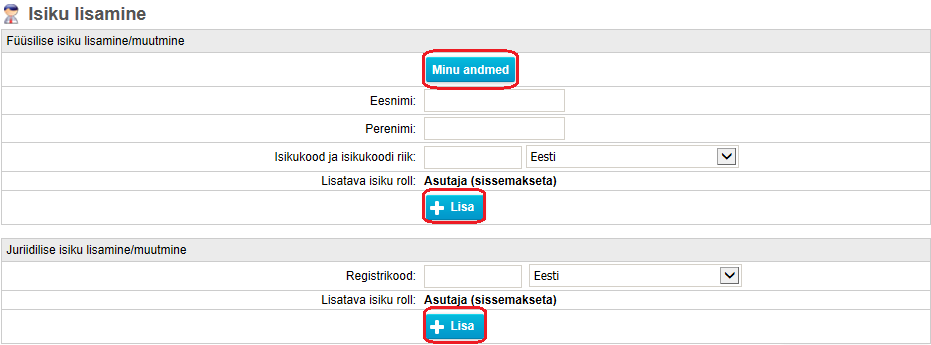 Isiku lisamine
Füüsilise isiku lisamine/muutmine
Minu andmed
Eesnimi:
Perenimi:
Isikukood ja isikukoodi riik: Eesti
Lisatava isiku roll: Asutaja (sissemakseta)
Lisa
Juriidilise isiku lisamine/muutmine
Registrikood: Eesti
Lisatava isiku roll: Asutaja (sissemakseta)
Lisa